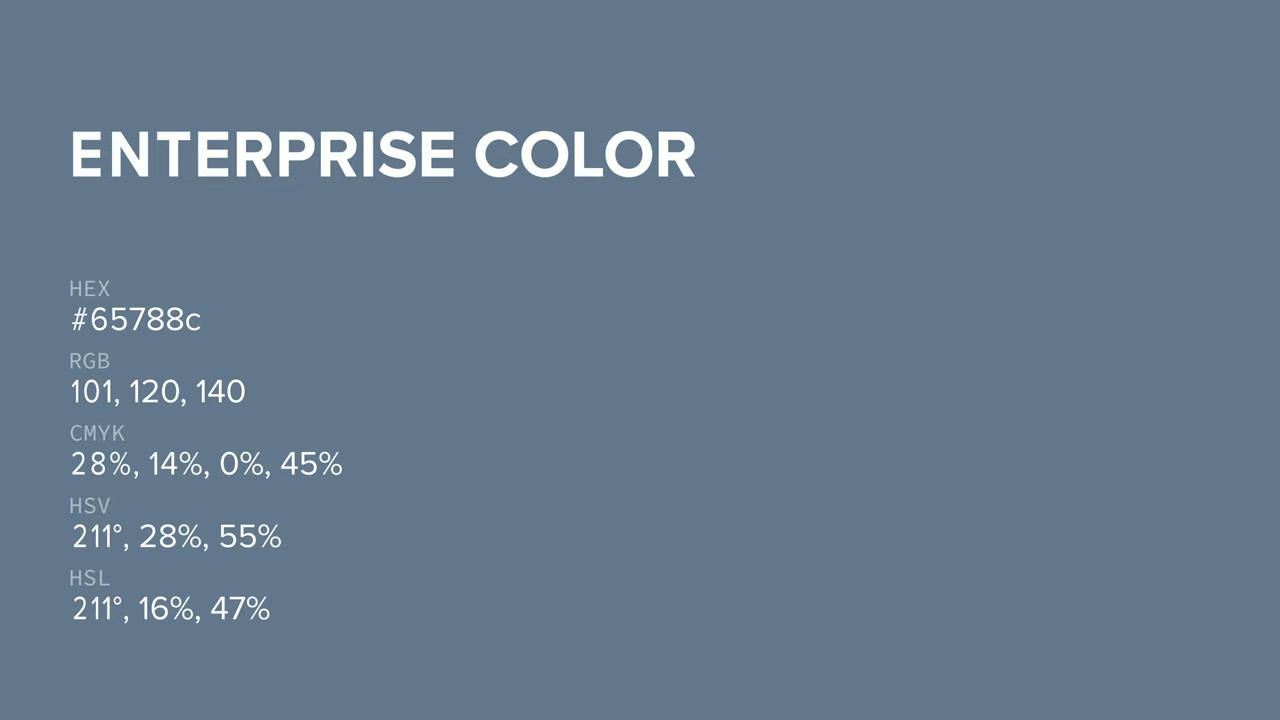 ENTERPRISE COLOR
HEX
#65788c
RGB
101, 120, 140
CMYK
28%, 14%, 0%, 45%
HSV
211°, 28%, 55%
HSL
211°, 16%, 47%